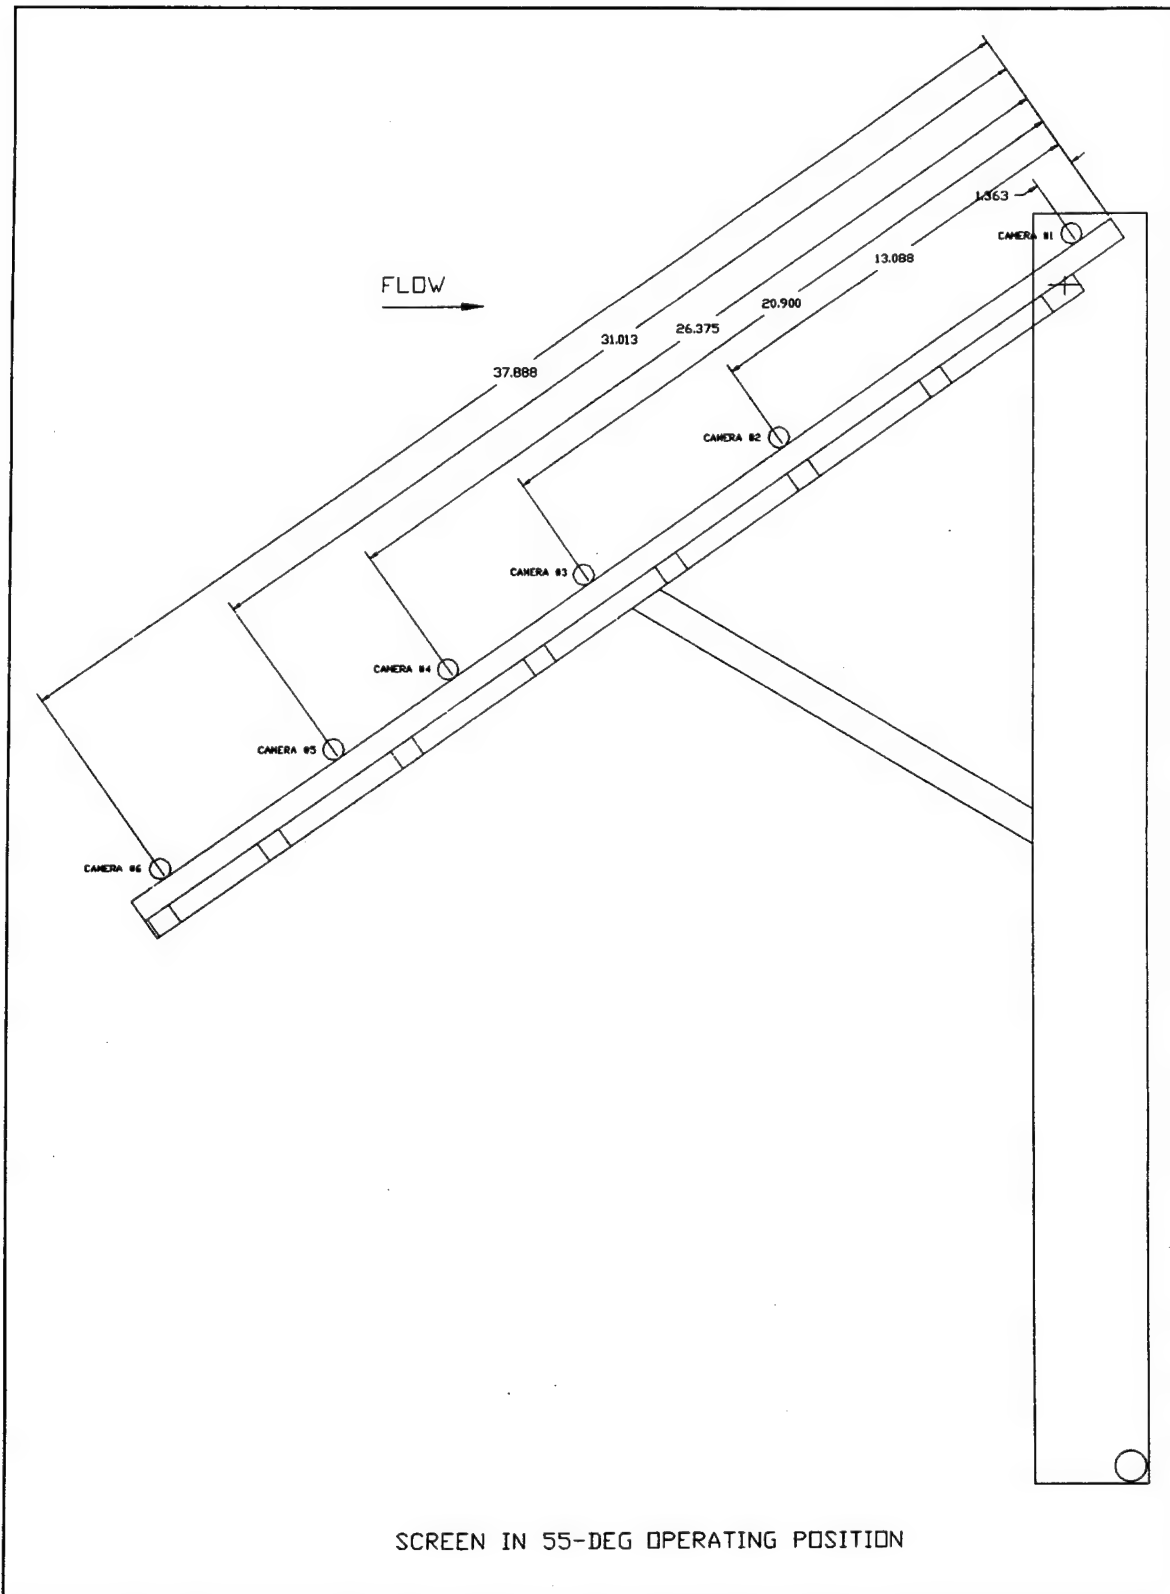 1.363
CAMERA #1
13.088
FLOW
20.900
26.375
31.013
37.888
CAMERA #2
CAMERA #3
CAMERA #4
CAMERA #5
CAMERA #6
SCREEN IN 55-DEG OPERATING POSITION